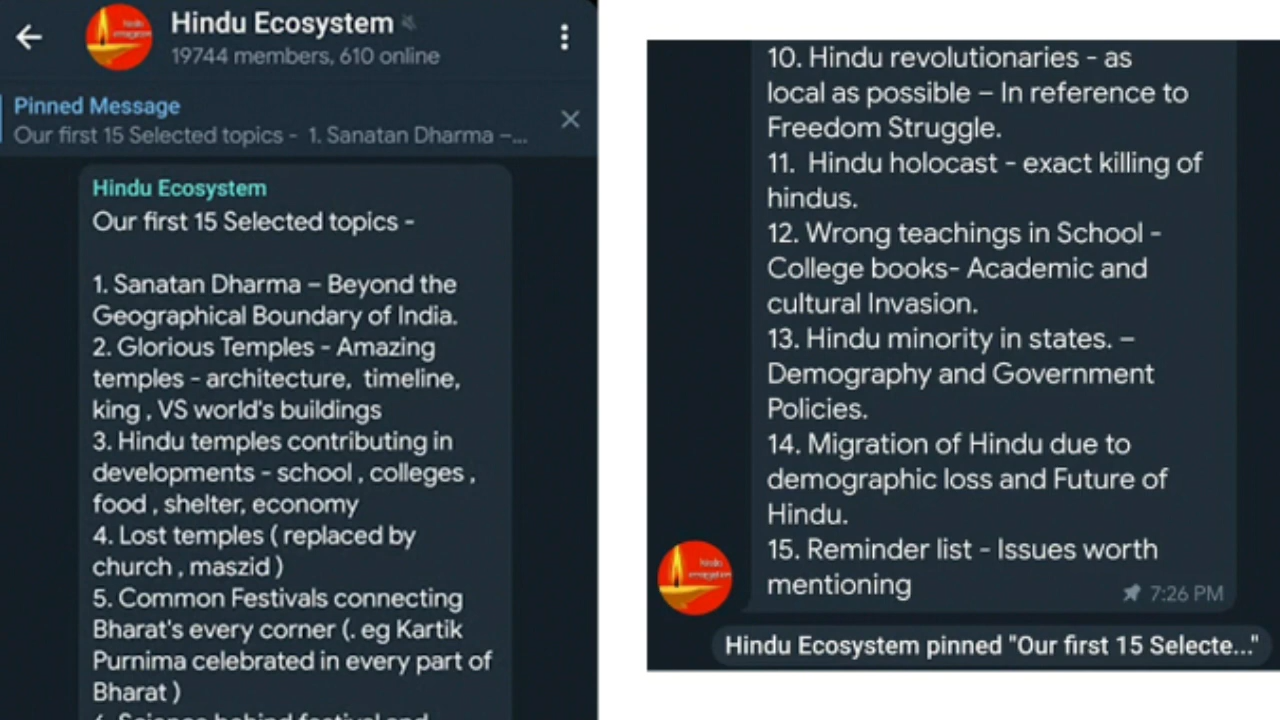 Hindu Ecosystem
19744 members, 610 online
Pinned Message
Our first 15 Selected topics - 1. Sanatan Dharma –...
Hindu Ecosystem
Our first 15 Selected topics -
1. Sanatan Dharma – Beyond the
Geographical Boundary of India.
2. Glorious Temples - Amazing
temples - architecture, timeline,
king , VS world's buildings
3. Hindu temples contributing in
developments - school , colleges ,
food , shelter, economy
4. Lost temples ( replaced by
church , maszid )
5. Common Festivals connecting
Bharat's every corner (. eg Kartik
Purnima celebrated in every part of
Bharat )
10. Hindu revolutionaries - as
local as possible – In reference to
Freedom Struggle.
11. Hindu holocast - exact killing of
hindus.
12. Wrong teachings in School -
College books- Academic and
cultural Invasion.
13. Hindu minority in states. –
Demography and Government
Policies.
14. Migration of Hindu due to
demographic loss and Future of
Hindu.
15. Reminder list - Issues worth
mentioning
7:26 PM
Hindu Ecosystem pinned "Our first 15 Selecte..."